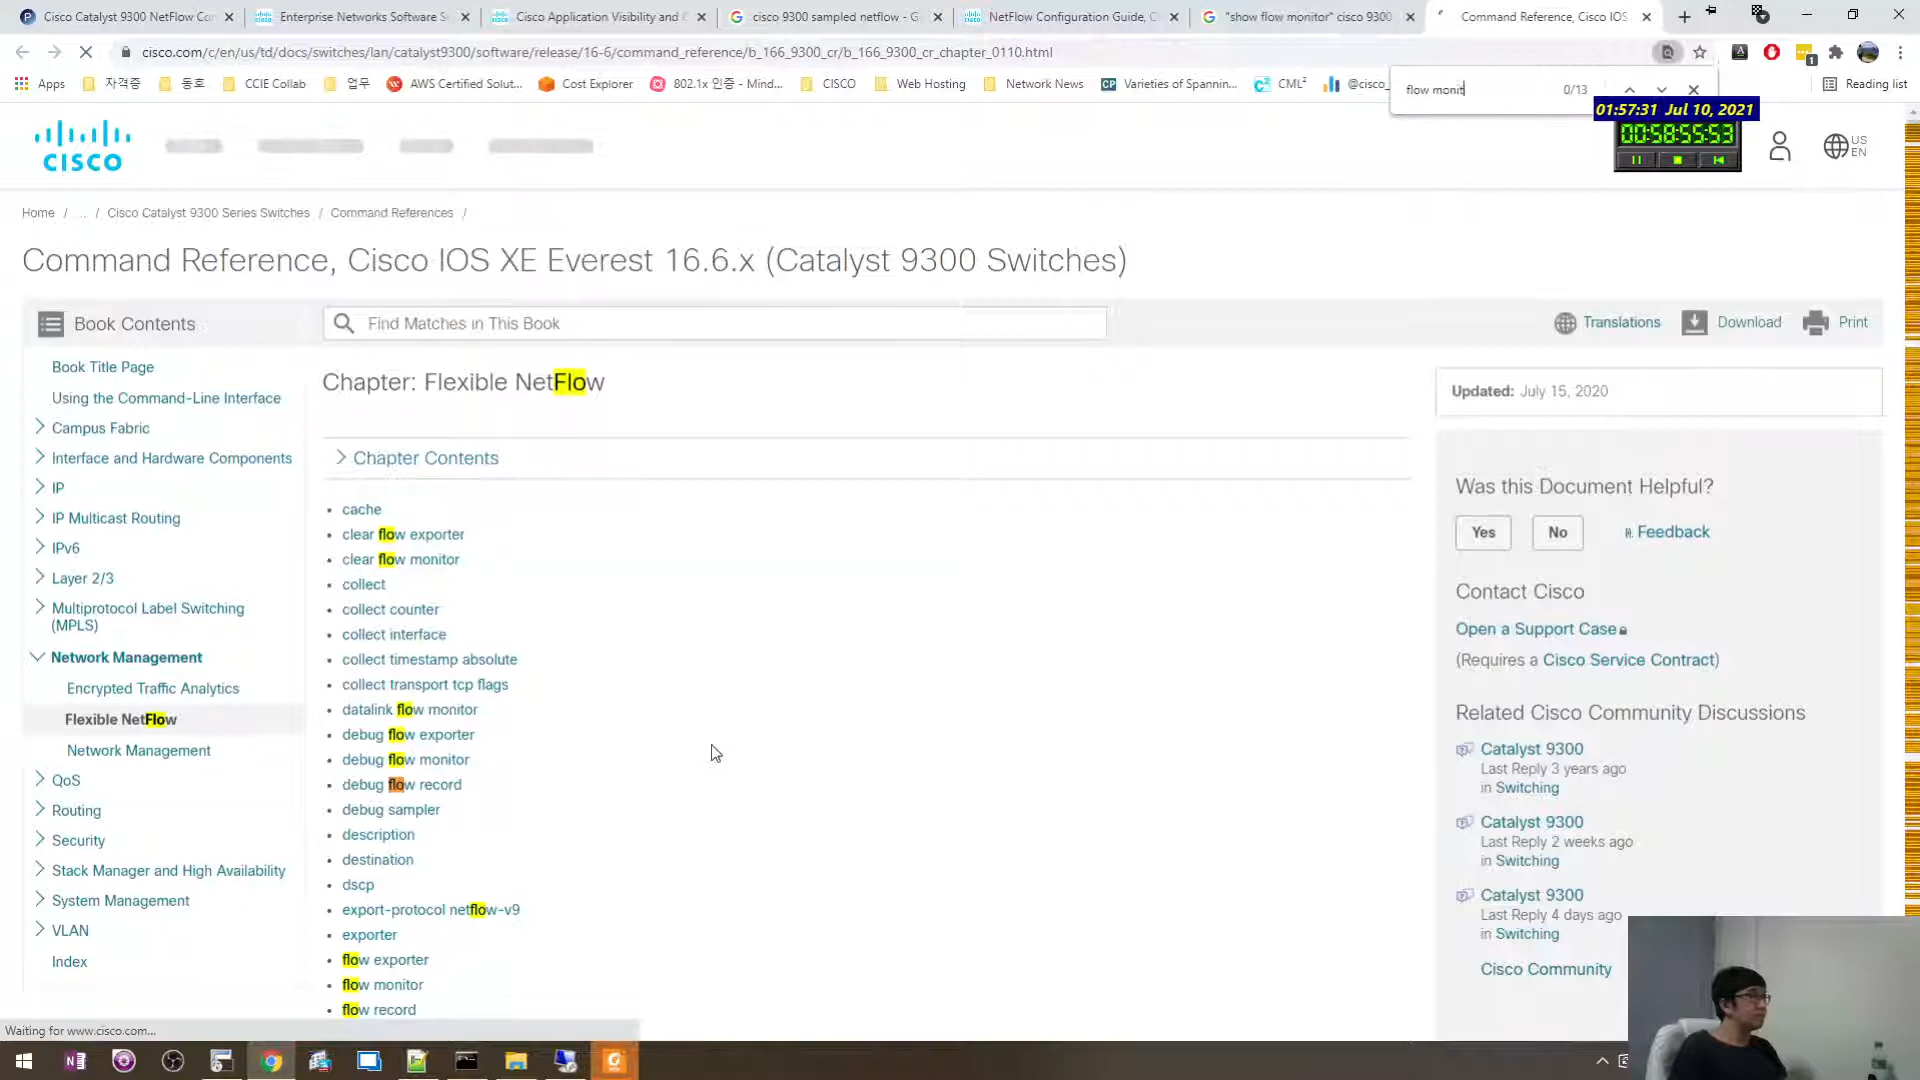 Cisco Catalyst 9300 NetFlow Co
Enterprise Networks Software S
Cisco Application Visibility and C
cisco 9300 sampled netflow - G
NetFlow Configuration Guide, C
"show flow monitor" cisco 9300
Command Reference, Cisco IOS
cisco.com/c/en/us/td/docs/switches/lan/catalyst9300/software/release/16-6/command_reference/b_166_9300_cr/b_166_9300_cr_chapter_0110.html
Apps
자격증
동호
CCIE Collab
업무
AWS Certified Solut...
Cost Explorer
802.1x 인증 - Mind...
CISCO
Web Hosting
Network News
Varieties of Spannin...
CML²
@cisco_
Reading list
flow monit
0/13
01:57:31 Jul 10, 2021
00:58:55:53
CISCO
US
EN
Home / ... / Cisco Catalyst 9300 Series Switches / Command References /
Command Reference, Cisco IOS XE Everest 16.6.x (Catalyst 9300 Switches)
Book Contents
Find Matches in This Book
Translations
Download
Print
Book Title Page
Using the Command-Line Interface
Campus Fabric
Interface and Hardware Components
IP
IP Multicast Routing
IPv6
Layer 2/3
Multiprotocol Label Switching
(MPLS)
Network Management
Encrypted Traffic Analytics
Flexible NetFlow
Network Management
QoS
Routing
Security
Stack Manager and High Availability
System Management
VLAN
Index
Chapter: Flexible NetFlow
Chapter Contents
cache
clear flow exporter
clear flow monitor
collect
collect counter
collect interface
collect timestamp absolute
collect transport tcp flags
datalink flow monitor
debug flow exporter
debug flow monitor
debug flow record
debug sampler
description
destination
dscp
export-protocol netflow-v9
exporter
flow exporter
flow monitor
flow record
Updated: July 15, 2020
Was this Document Helpful?
Yes
No
Feedback
Contact Cisco
Open a Support Case
(Requires a Cisco Service Contract)
Related Cisco Community Discussions
Catalyst 9300
Last Reply 3 years ago
in Switching
Catalyst 9300
Last Reply 2 weeks ago
in Switching
Catalyst 9300
Last Reply 4 days ago
in Switching
Cisco Community
Waiting for www.cisco.com...